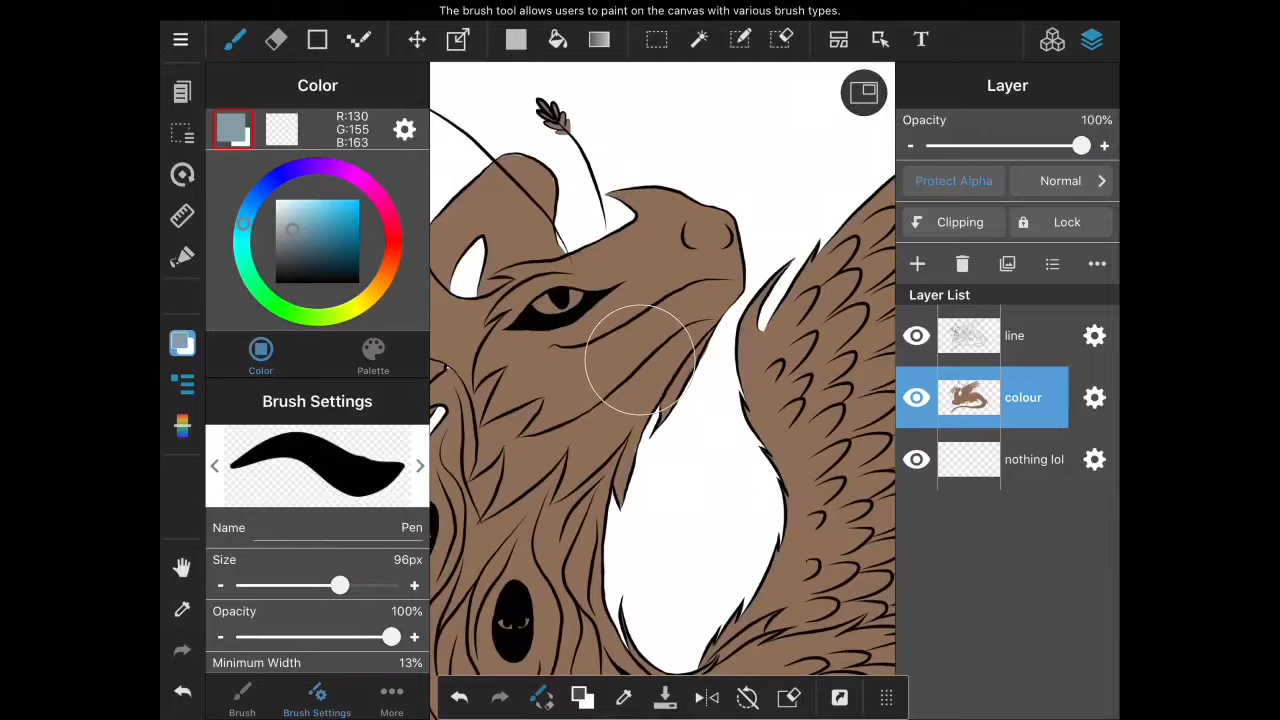 The brush tool allows users to paint on the canvas with various brush types.
T
Color
R:130
G:155
B:163
Color
Palette
Brush Settings
Name Pen
Size 96px
- +
Opacity 100%
- +
Minimum Width 13%
Brush
Brush Settings
More
Layer
Opacity 100%
- +
Protect Alpha
Normal
Clipping
Lock
Layer List
line
colour
nothing lol